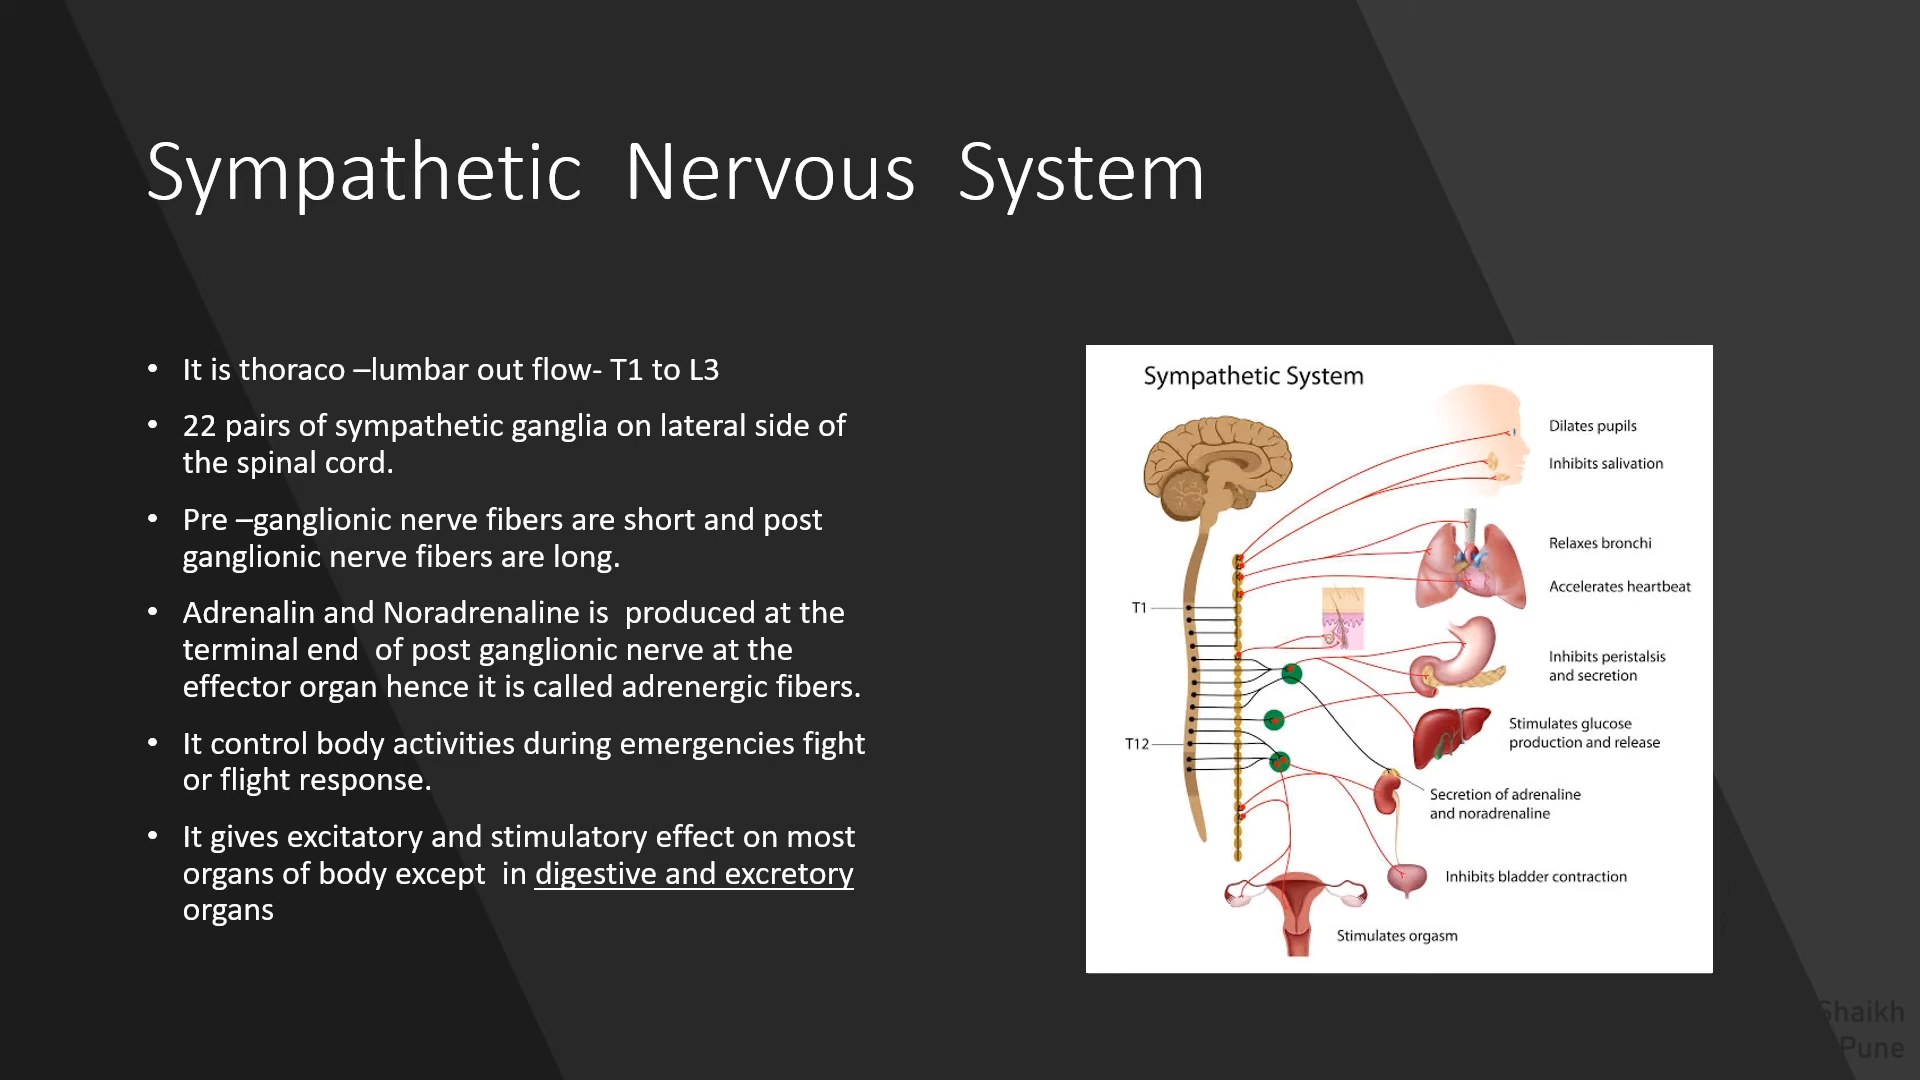 Sympathetic Nervous System
• It is thoraco –lumbar out flow- T1 to L3
• 22 pairs of sympathetic ganglia on lateral side of
the spinal cord.
• Pre –ganglionic nerve fibers are short and post
ganglionic nerve fibers are long.
• Adrenalin and Noradrenaline is produced at the
terminal end of post ganglionic nerve at the
effector organ hence it is called adrenergic fibers.
• It control body activities during emergencies fight
or flight response.
• It gives excitatory and stimulatory effect on most
organs of body except in digestive and excretory
organs
Sympathetic System
Dilates pupils
Inhibits salivation
Relaxes bronchi
Accelerates heartbeat
T1
Inhibits peristalsis
and secretion
Stimulates glucose
production and release
T12
Secretion of adrenaline
and noradrenaline
Inhibits bladder contraction
Stimulates orgasm
Shaikh
Pune